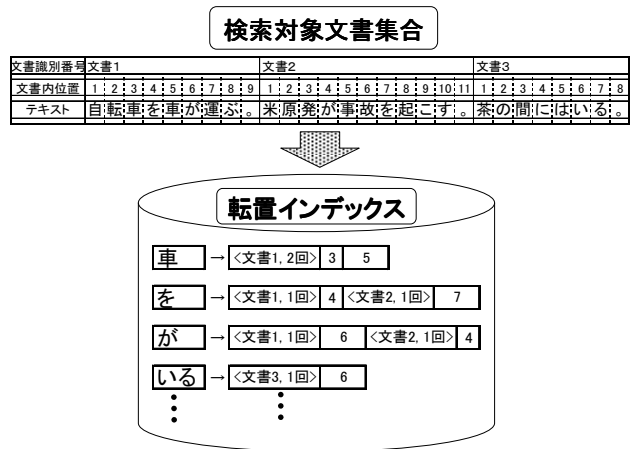 検索対象文書集合
文書識別番号 文書1 文書2 文書3
文書内位置 1 2 3 4 5 6 7 8 9 1 2 3 4 5 6 7 8 9 10 11 1 2 3 4 5 6 7 8
テキスト 自転車を車が運ぶ。米原発が事故を起こす。茶の間にはいる。
転置インデックス
車 → <文書1, 2回> 3 5
を → <文書1, 1回> 4 <文書2, 1回> 7
が → <文書1, 1回> 6 <文書2, 1回> 4
いる → <文書3, 1回> 6